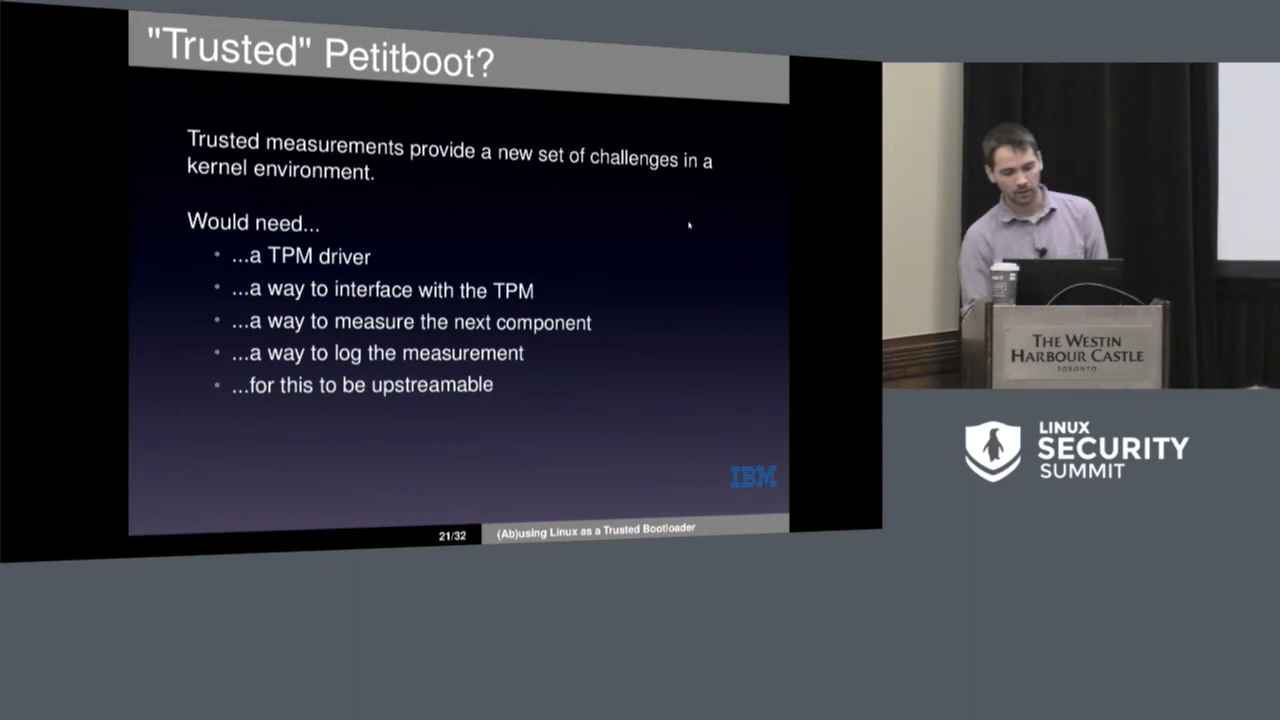 "Trusted" Petitboot?
Trusted measurements provide a new set of challenges in a
kernel environment.
Would need...
...a TPM driver
...a way to interface with the TPM
...a way to measure the next component
...a way to log the measurement
...for this to be upstreamable
IBM
21/32
(Ab)using Linux as a Trusted Bootloader
THE WESTIN
HARBOUR CASTLE
TORONTO
LINUX
SECURITY
SUMMIT